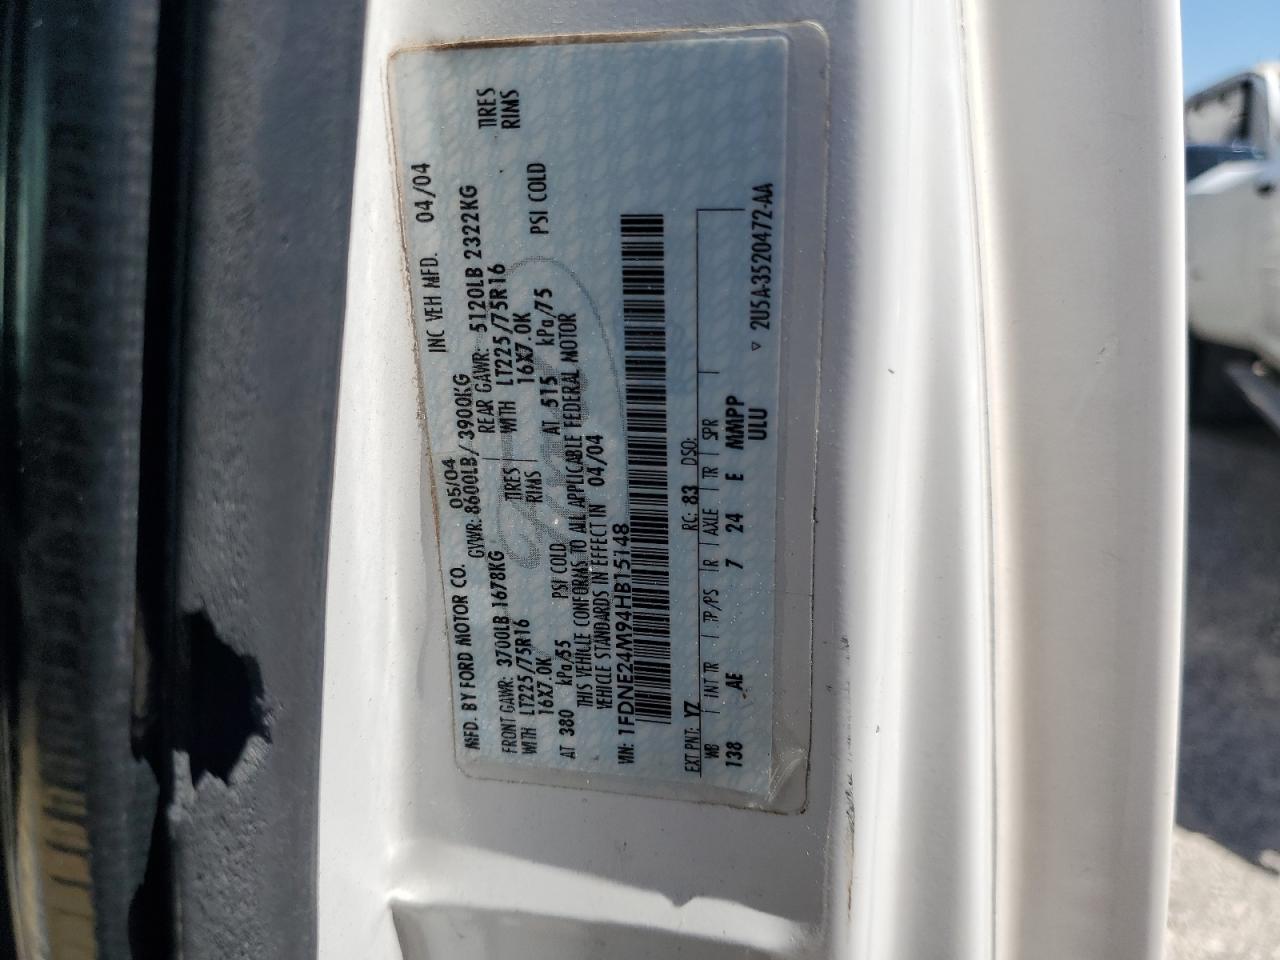 MFD. BY FORD MOTOR CO. 05/04 INC VEH MFD. 04/04
GVWR: 8600LB/ 3900KG
FRONT GAWR: 3700LB 1678KG REAR GAWR: 5120LB 2322KG
WITH LT225/75R16 TIRES WITH LT225/75R16 TIRES
16X7.0K RIMS 16X7.0K RIMS
AT 380 kPa/55 PSI COLD AT 515 kPa/75 PSI COLD
THIS VEHICLE CONFORMS TO ALL APPLICABLE FEDERAL MOTOR
VEHICLE STANDARDS IN EFFECT IN 04/04
VIN: 1FDNE24M94HB15148
EXT PNT: YZ RC: 83 DSO:
WB INT TR TP/PS R AXLE TR SPR
138 AE 7 24 E MMPP
ULU
▽ 2U5A-3520472-AA